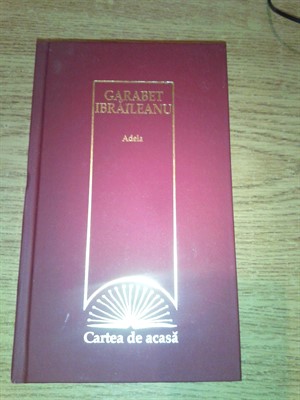 GARABET
IBRĂILEANU
Adela
Cartea de acasă